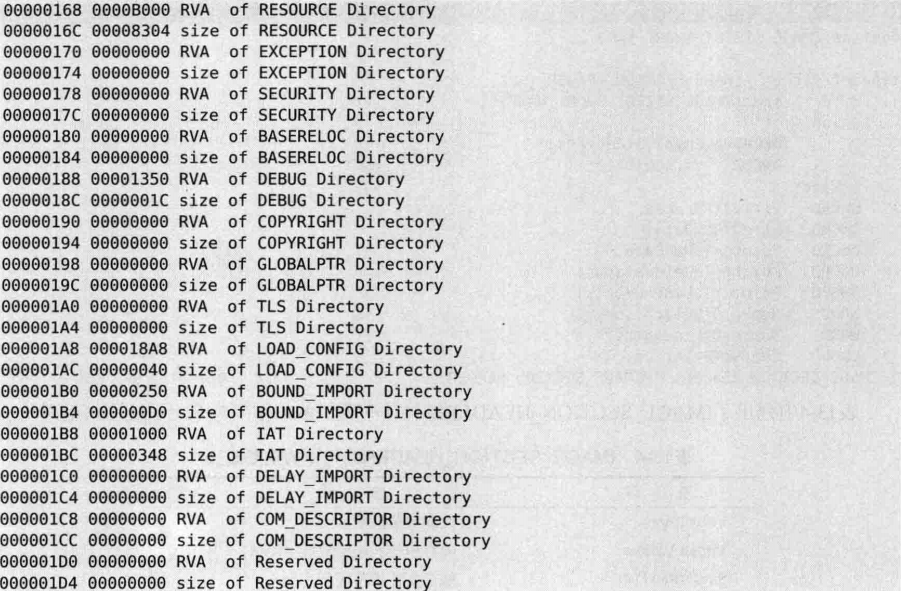 00000168 0000B000 RVA  of RESOURCE Directory
0000016C 00008304 size of RESOURCE Directory
00000170 00000000 RVA  of EXCEPTION Directory
00000174 00000000 size of EXCEPTION Directory
00000178 00000000 RVA  of SECURITY Directory
0000017C 00000000 size of SECURITY Directory
00000180 00000000 RVA  of BASERELOC Directory
00000184 00000000 size of BASERELOC Directory
00000188 00001350 RVA  of DEBUG Directory
0000018C 0000001C size of DEBUG Directory
00000190 00000000 RVA  of COPYRIGHT Directory
00000194 00000000 size of COPYRIGHT Directory
00000198 00000000 RVA  of GLOBALPTR Directory
0000019C 00000000 size of GLOBALPTR Directory
000001A0 00000000 RVA  of TLS Directory
000001A4 00000000 size of TLS Directory
000001A8 000018A8 RVA  of LOAD_CONFIG Directory
000001AC 00000040 size of LOAD_CONFIG Directory
000001B0 00000250 RVA  of BOUND_IMPORT Directory
000001B4 000000D0 size of BOUND_IMPORT Directory
000001B8 00001000 RVA  of IAT Directory
000001BC 00000348 size of IAT Directory
000001C0 00000000 RVA  of DELAY_IMPORT Directory
000001C4 00000000 size of DELAY_IMPORT Directory
000001C8 00000000 RVA  of COM_DESCRIPTOR Directory
000001CC 00000000 size of COM_DESCRIPTOR Directory
000001D0 00000000 RVA  of Reserved Directory
000001D4 00000000 size of Reserved Directory